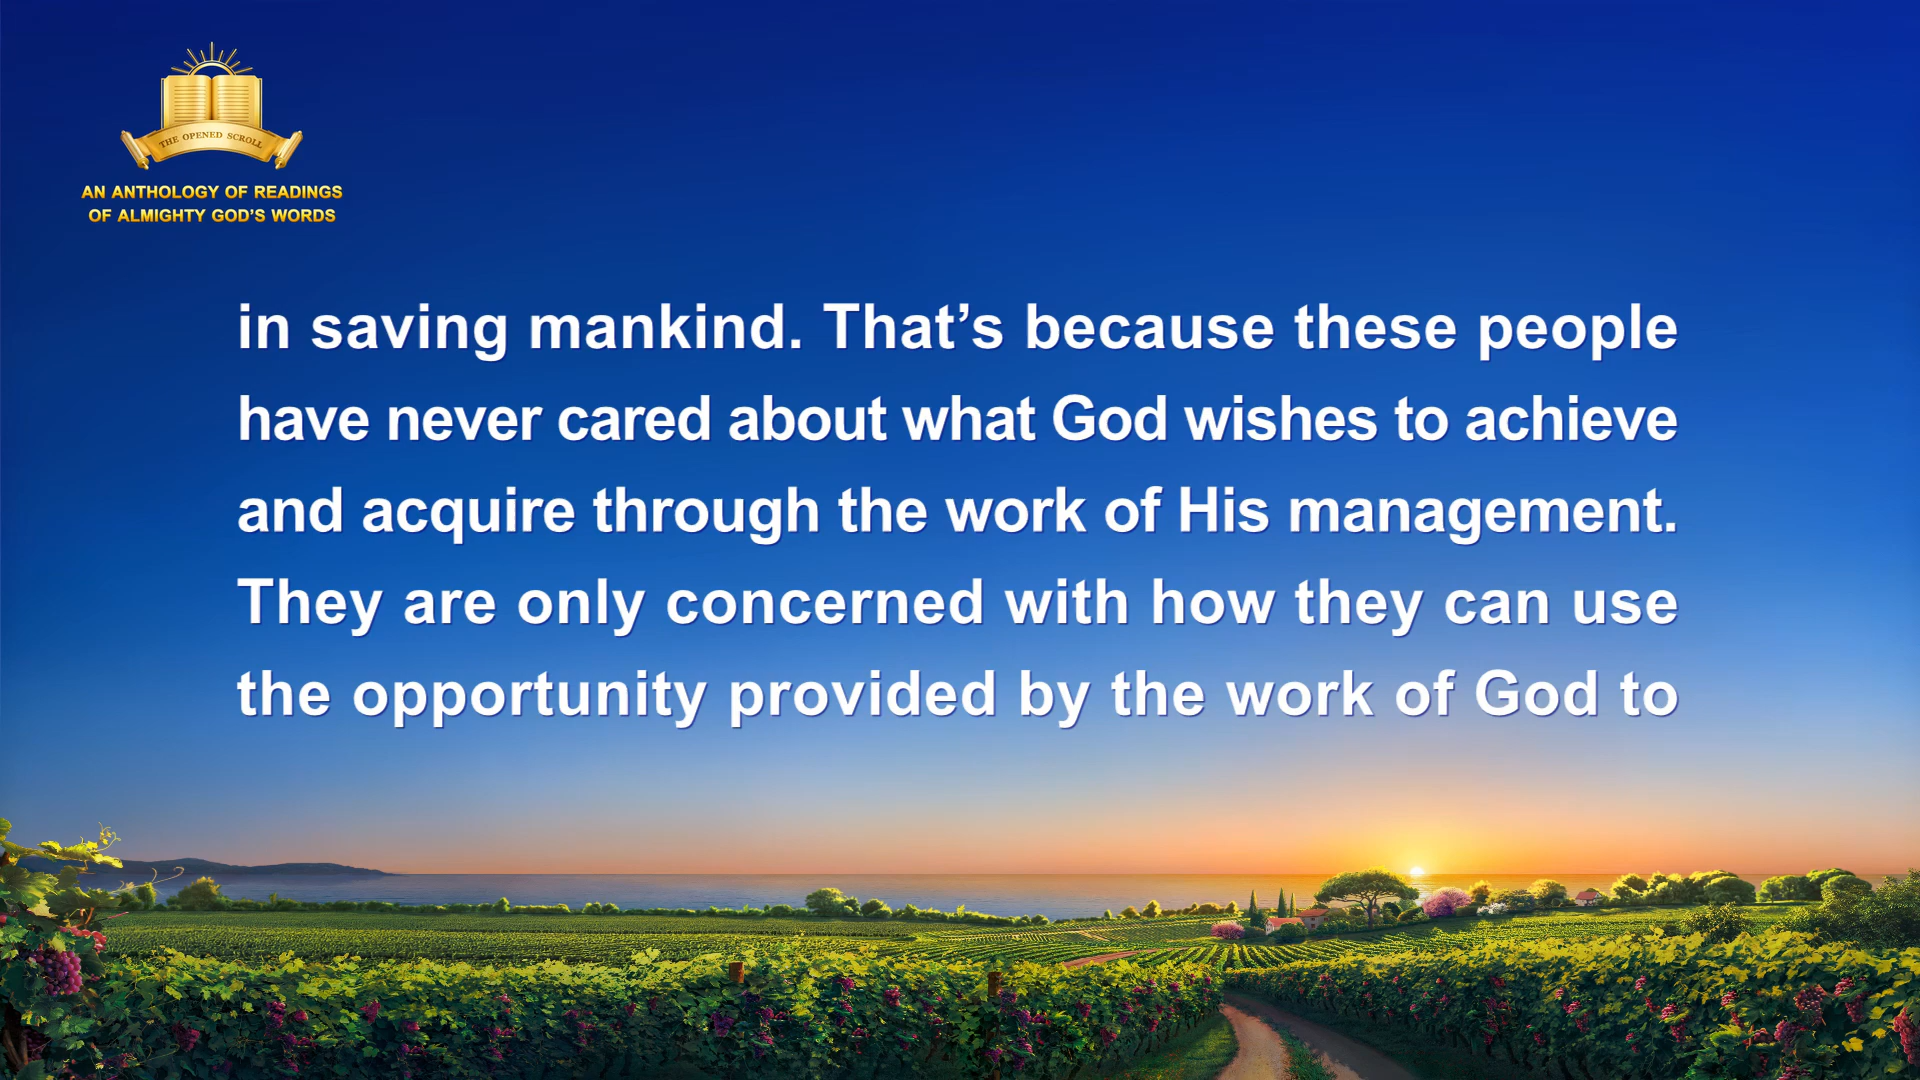 THE OPENED SCROLL
AN ANTHOLOGY OF READINGS
OF ALMIGHTY GOD’S WORDS
in saving mankind. That’s because these people
have never cared about what God wishes to achieve
and acquire through the work of His management.
They are only concerned with how they can use
the opportunity provided by the work of God to